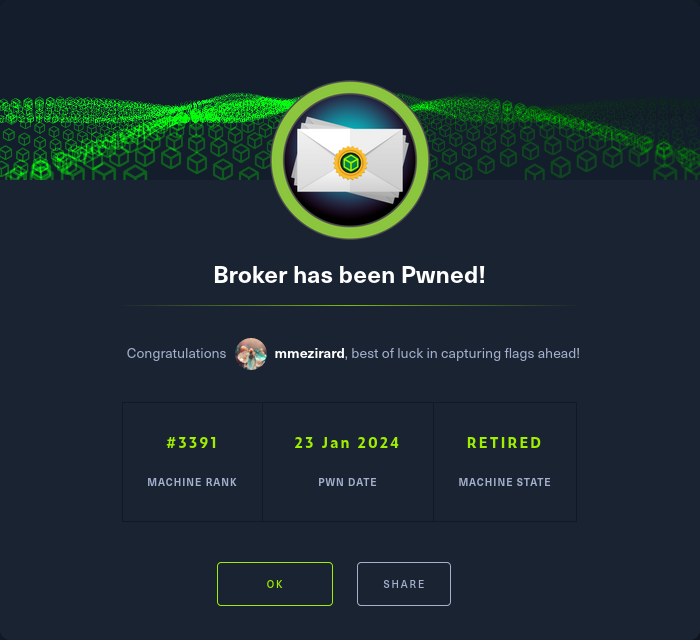 Broker has been Pwned!
Congratulations mmezirard, best of luck in capturing flags ahead!
#3391 23 Jan 2024 RETIRED
MACHINE RANK PWN DATE MACHINE STATE
OK SHARE